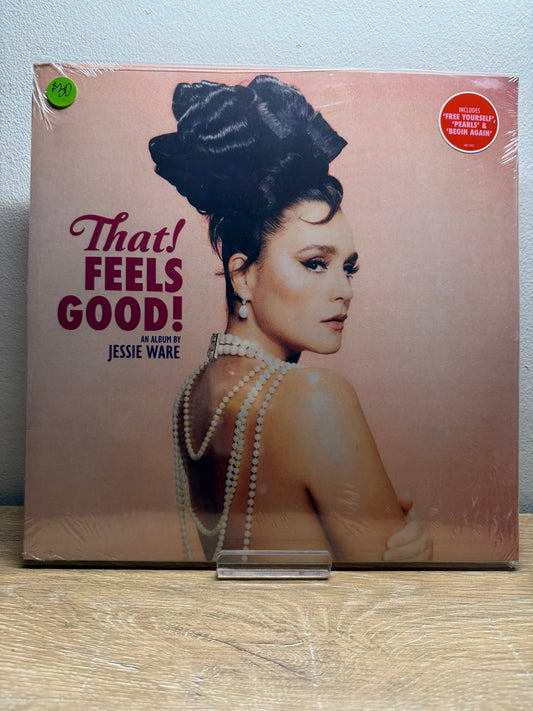 $30
INCLUDES
'FREE YOURSELF',
'PEARLS' &
'BEGIN AGAIN'
That!
FEELS
GOOD!
AN ALBUM BY
JESSIE WARE